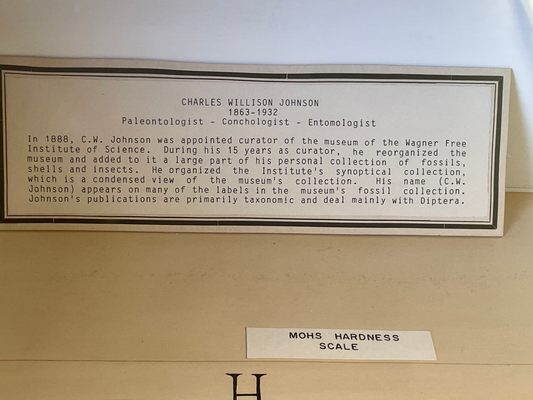 CHARLES WILLISON JOHNSON
1863-1932
Paleontologist - Conchologist - Entomologist
In 1888, C.W. Johnson was appointed curator of the museum of the Wagner Free
Institute of Science. During his 15 years as curator, he reorganized the
museum and added to it a large part of his personal collection of fossils,
shells and insects. He organized the Institute's synoptical collection,
which is a condensed view of the museum's collection. His name (C.W.
Johnson) appears on many of the labels in the museum's fossil collection.
Johnson's publications are primarily taxonomic and deal mainly with Diptera.
MOHS HARDNESS
SCALE
H